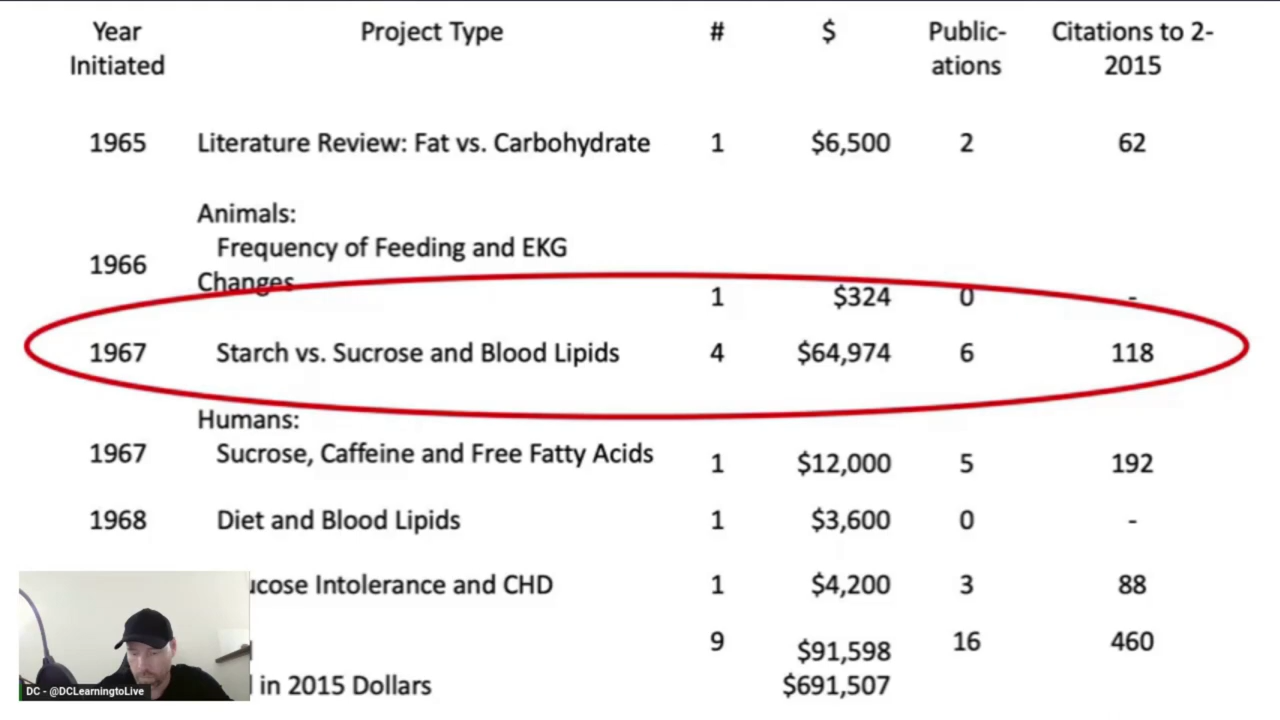 Year Project Type # $ Public- Citations to 2-
Initiated ations 2015
1965 Literature Review: Fat vs. Carbohydrate 1 $6,500 2 62
Animals:
Frequency of Feeding and EKG
1966
Changes
1 $324 0 -
1967 Starch vs. Sucrose and Blood Lipids 4 $64,974 6 118
Humans:
1967 Sucrose, Caffeine and Free Fatty Acids 1 $12,000 5 192
1968 Diet and Blood Lipids 1 $3,600 0 -
Intolerance and CHD 1 $4,200 3 88
9 $91,598 16 460
in 2015 Dollars $691,507
DC - @DCLearningtoLive